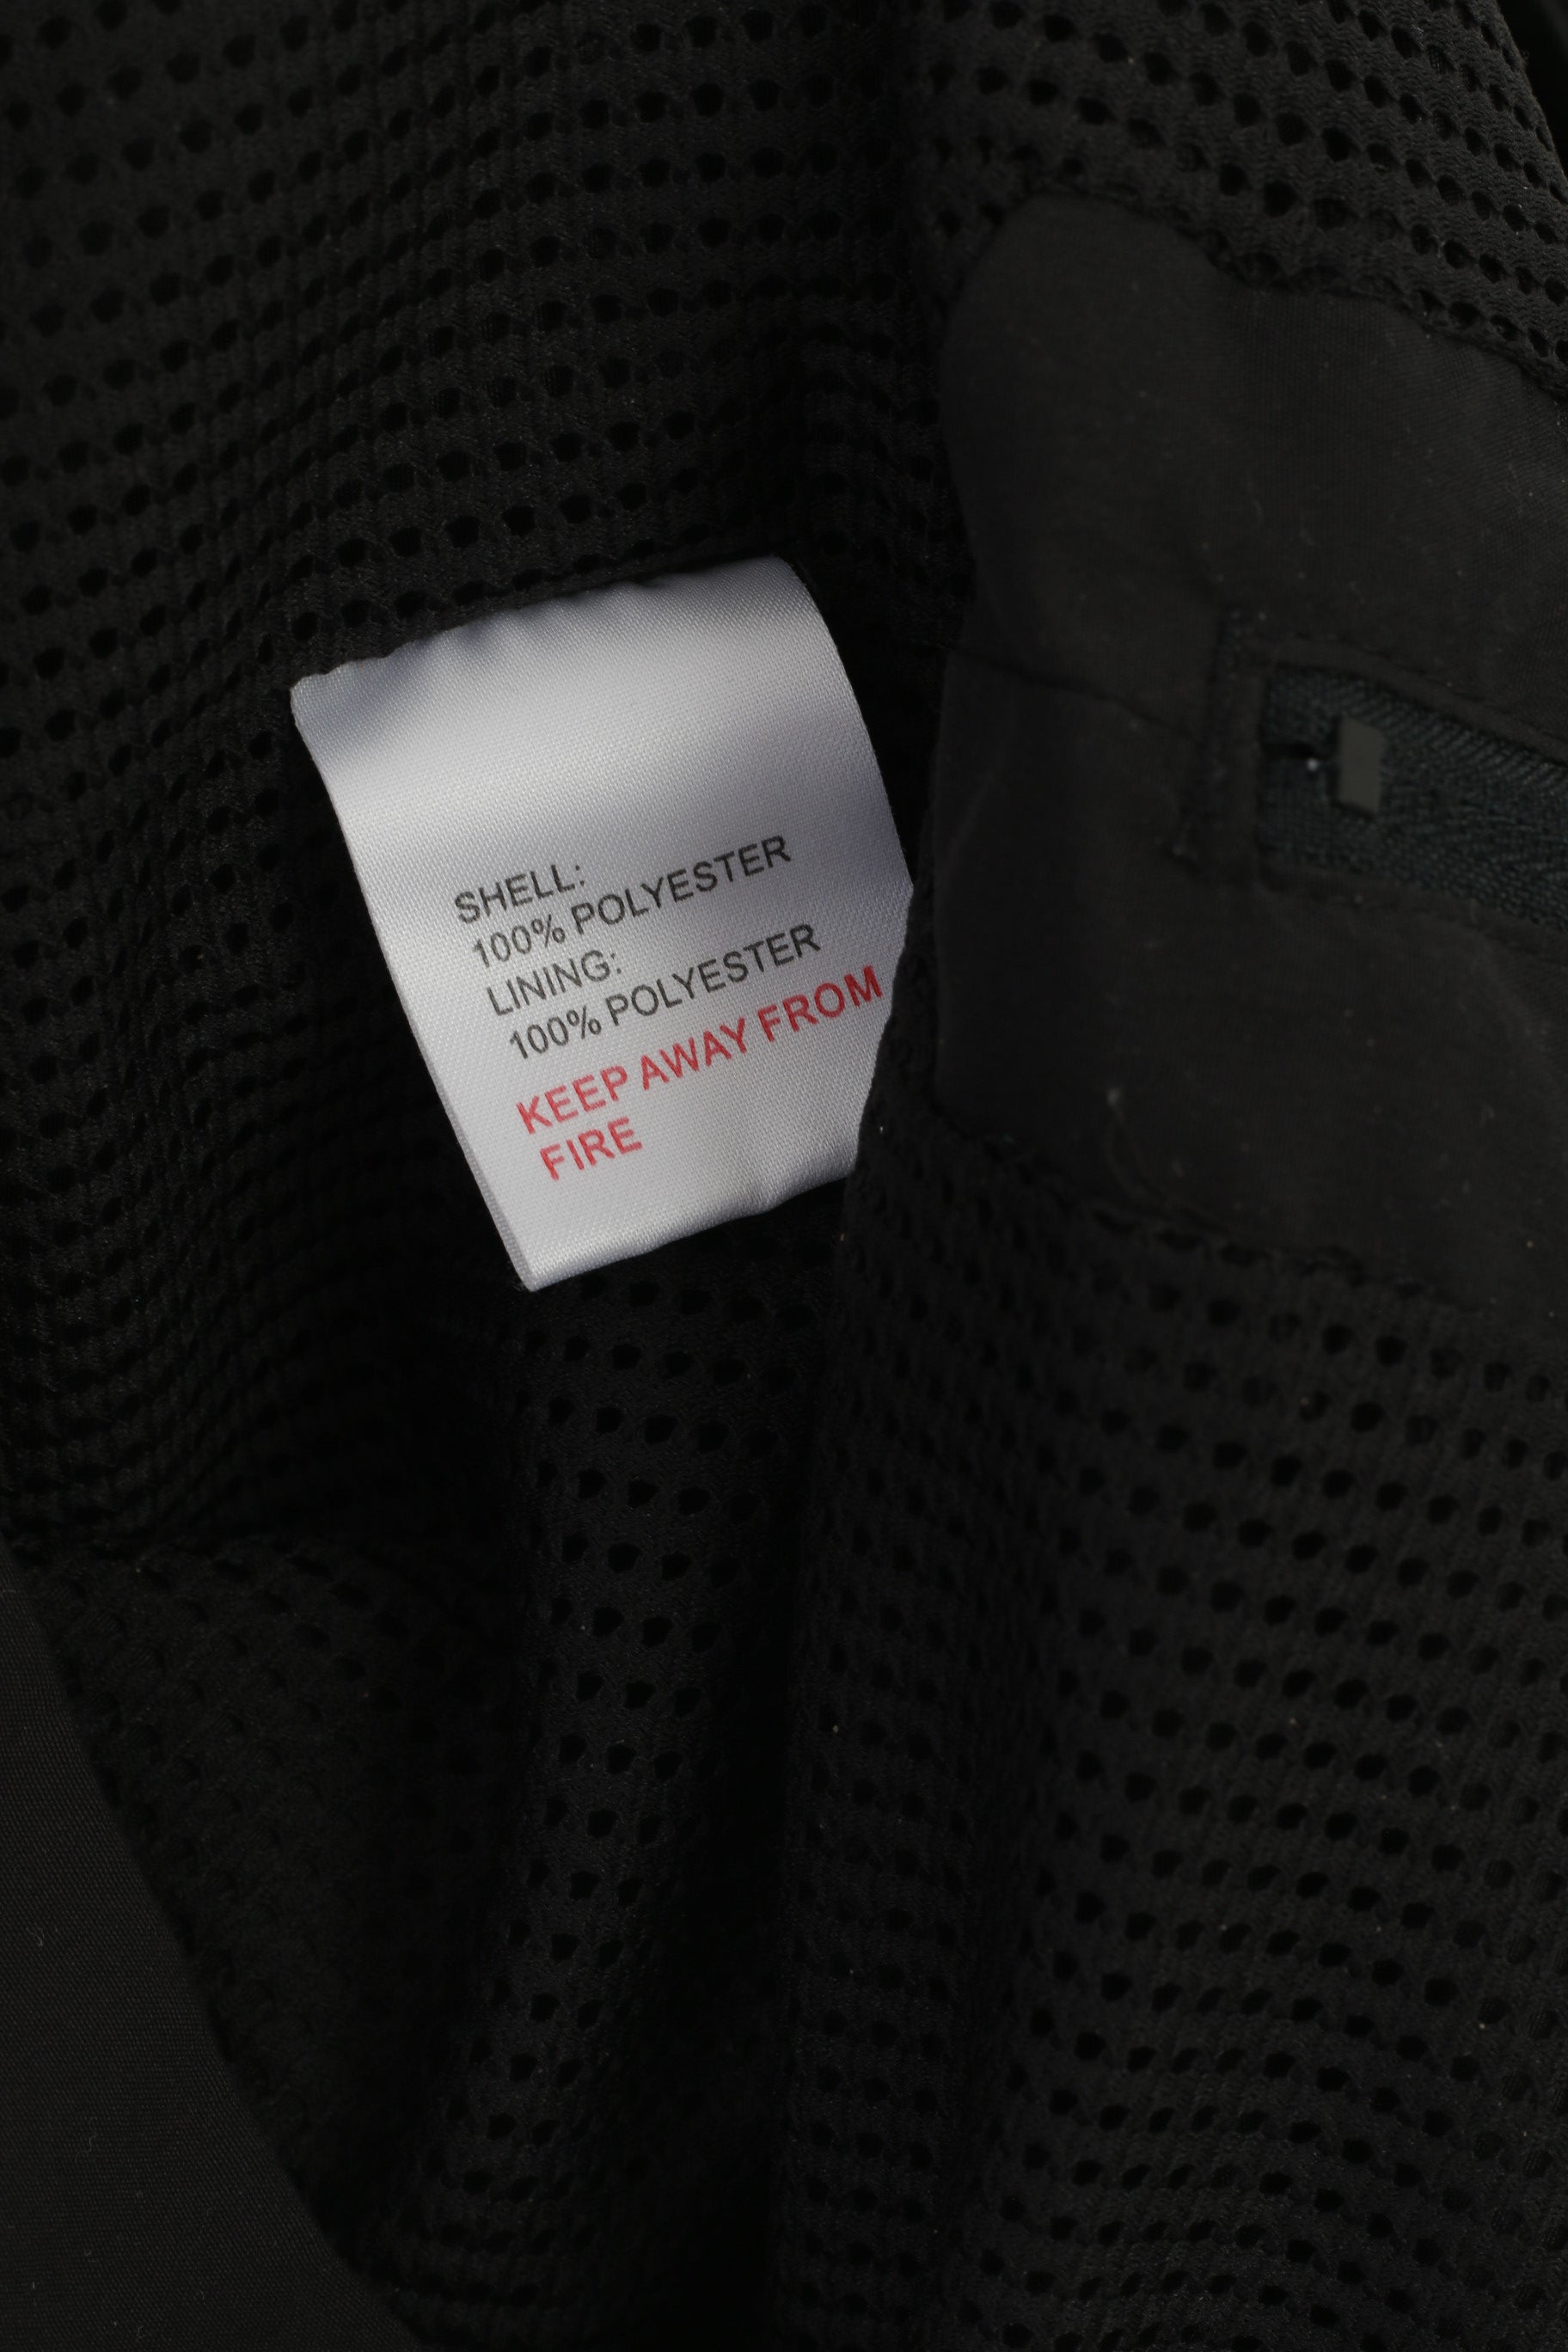 SHELL:
100% POLYESTER
LINING:
100% POLYESTER
KEEP AWAY FROM
FIRE